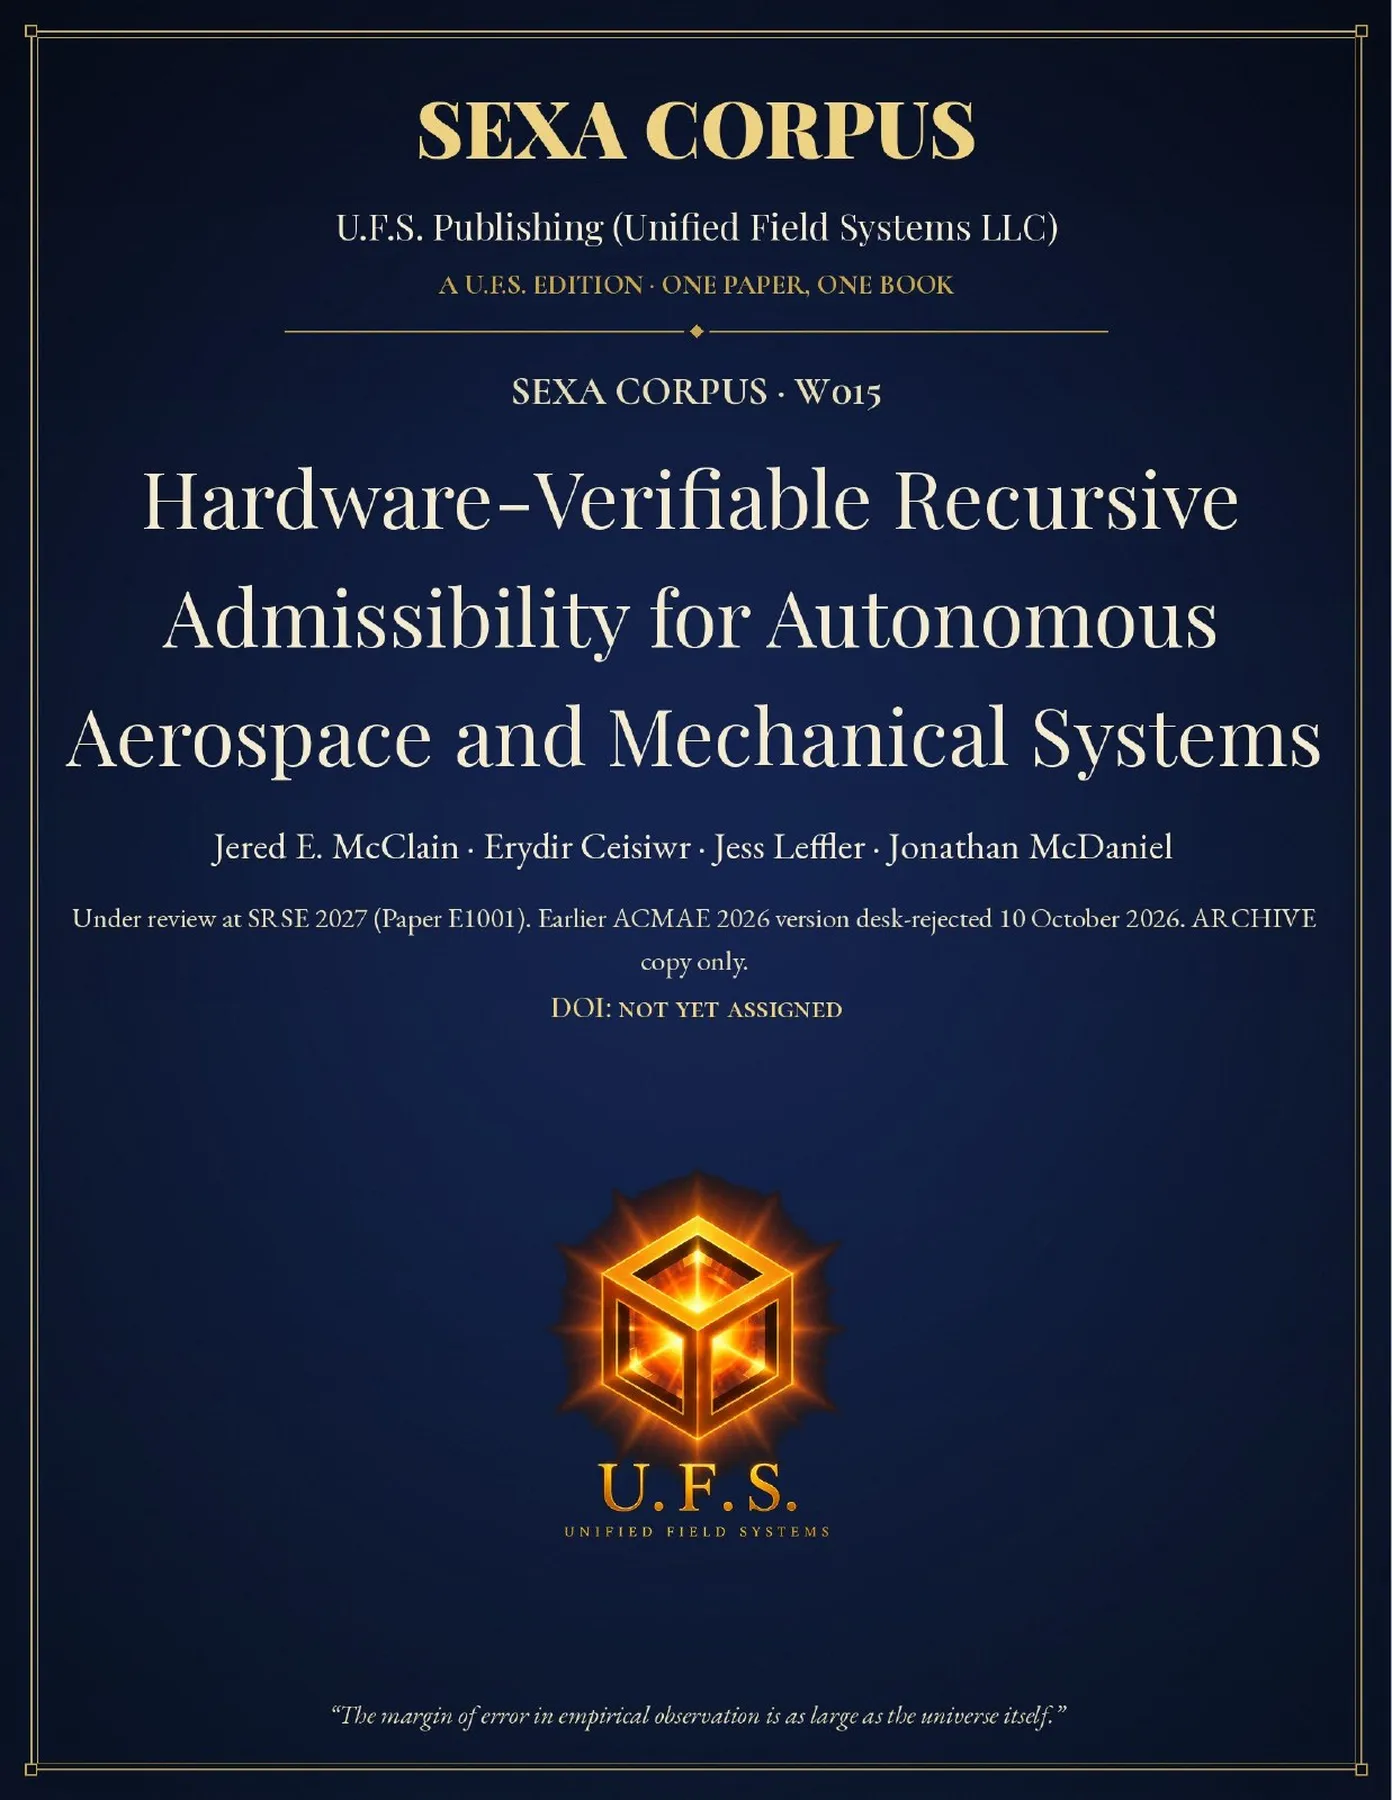 SEXA CORPUS
U.F.S. Publishing (Unified Field Systems LLC)
A U.F.S. EDITION · ONE PAPER, ONE BOOK
SEXA CORPUS · W015
Hardware-Verifiable Recursive
Admissibility for Autonomous
Aerospace and Mechanical Systems
Jered E. McClain · Erydir Ceisiwr · Jess Leffler · Jonathan McDaniel
Under review at SRSE 2027 (Paper E1001). Earlier ACMAE 2026 version desk-rejected 10 October 2026. ARCHIVE
copy only.
DOI: NOT YET ASSIGNED
U.F.S.
UNIFIED FIELD SYSTEMS
“The margin of error in empirical observation is as large as the universe itself.”